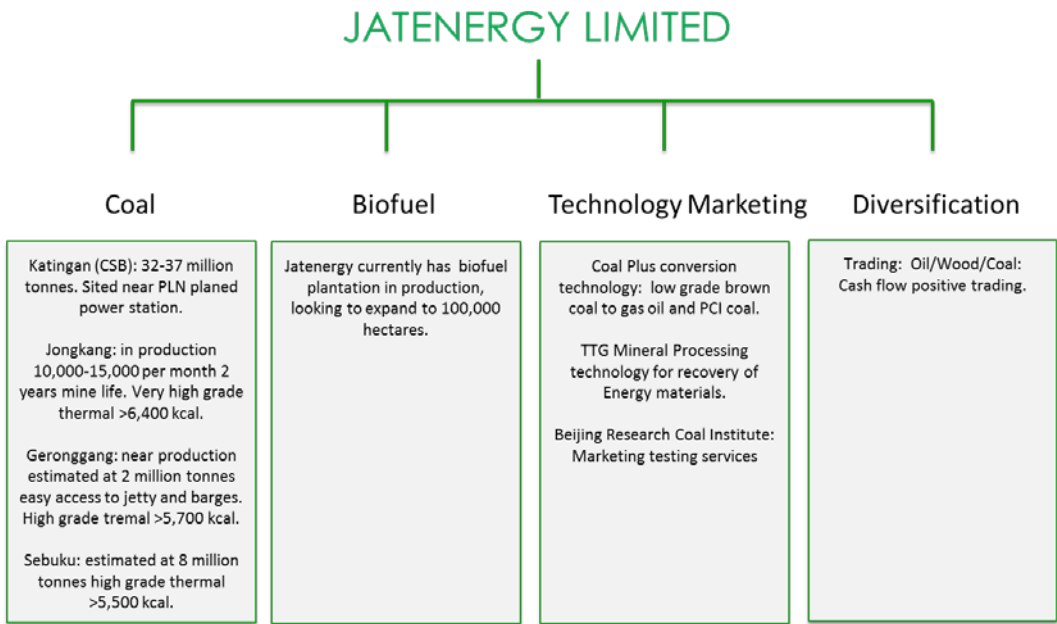 JATENERGY LIMITED
Coal
Katingan (CSB): 32-37 million
tonnes. Sited near PLN planed
power station.
Jongkang: in production
10,000-15,000 per month 2
years mine life. Very high grade
thermal >6,400 kcal.
Geronggang: near production
estimated at 2 million tonnes
easy access to jetty and barges.
High grade tremal >5,700 kcal.
Sebuku: estimated at 8 million
tonnes high grade thermal
>5,500 kcal.
Biofuel
Jatenergy currently has biofuel
plantation in production,
looking to expand to 100,000
hectares.
Technology Marketing
Coal Plus conversion
technology: low grade brown
coal to gas oil and PCI coal.
TTG Mineral Processing
technology for recovery of
Energy materials.
Beijing Research Coal Institute:
Marketing testing services
Diversification
Trading: Oil/Wood/Coal:
Cash flow positive trading.